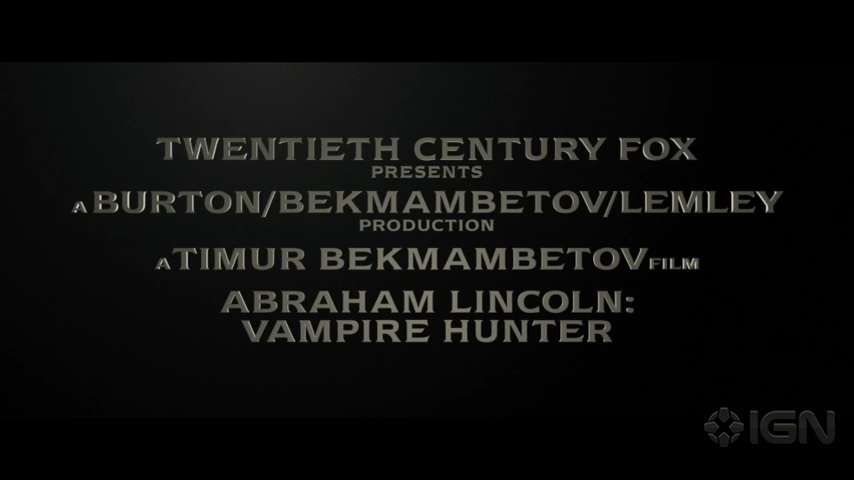 TWENTIETH CENTURY FOX
PRESENTS
A BURTON/BEKMAMBETOV/LEMLEY
PRODUCTION
A TIMUR BEKMAMBETOV FILM
ABRAHAM LINCOLN:
VAMPIRE HUNTER
IGN